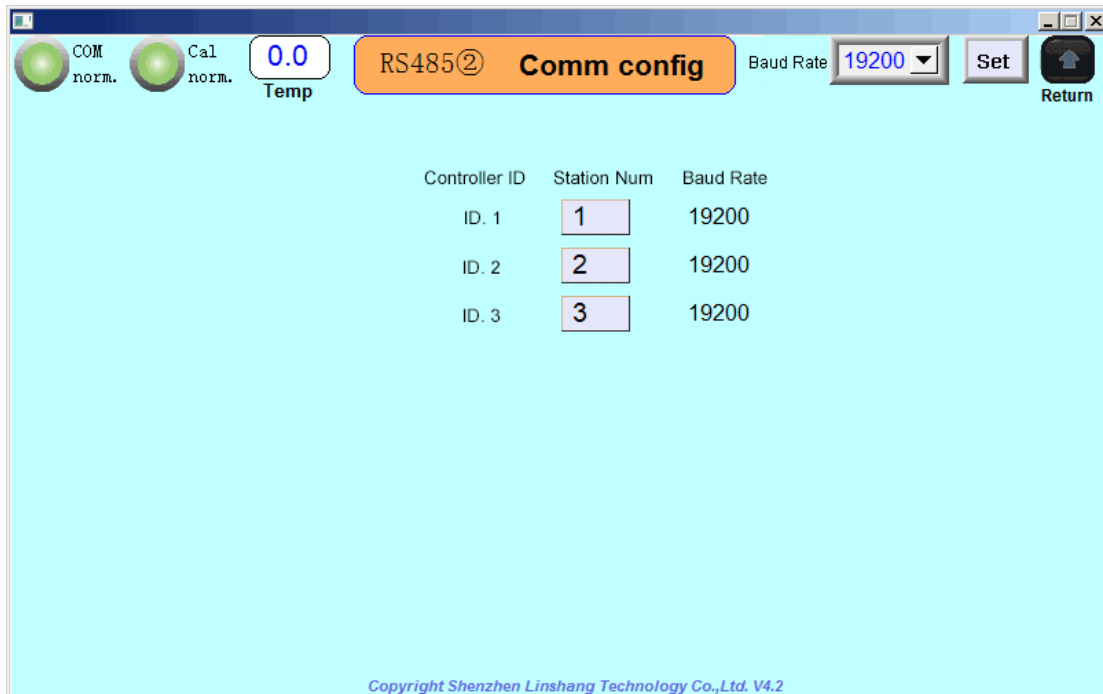 COM norm.
Cal norm.
0.0
Temp
RS485② Comm config
Baud Rate 19200
Set
Return
Controller ID Station Num Baud Rate
ID. 1 1 19200
ID. 2 2 19200
ID. 3 3 19200
Copyright Shenzhen Linshang Technology Co.,Ltd. V4.2